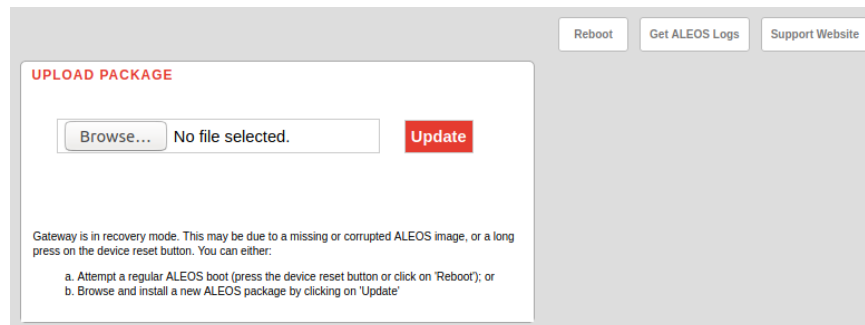 Reboot
Get ALEOS Logs
Support Website
UPLOAD PACKAGE
Browse... No file selected.
Update
Gateway is in recovery mode. This may be due to a missing or corrupted ALEOS image, or a long
press on the device reset button. You can either:
a. Attempt a regular ALEOS boot (press the device reset button or click on 'Reboot'); or
b. Browse and install a new ALEOS package by clicking on 'Update'